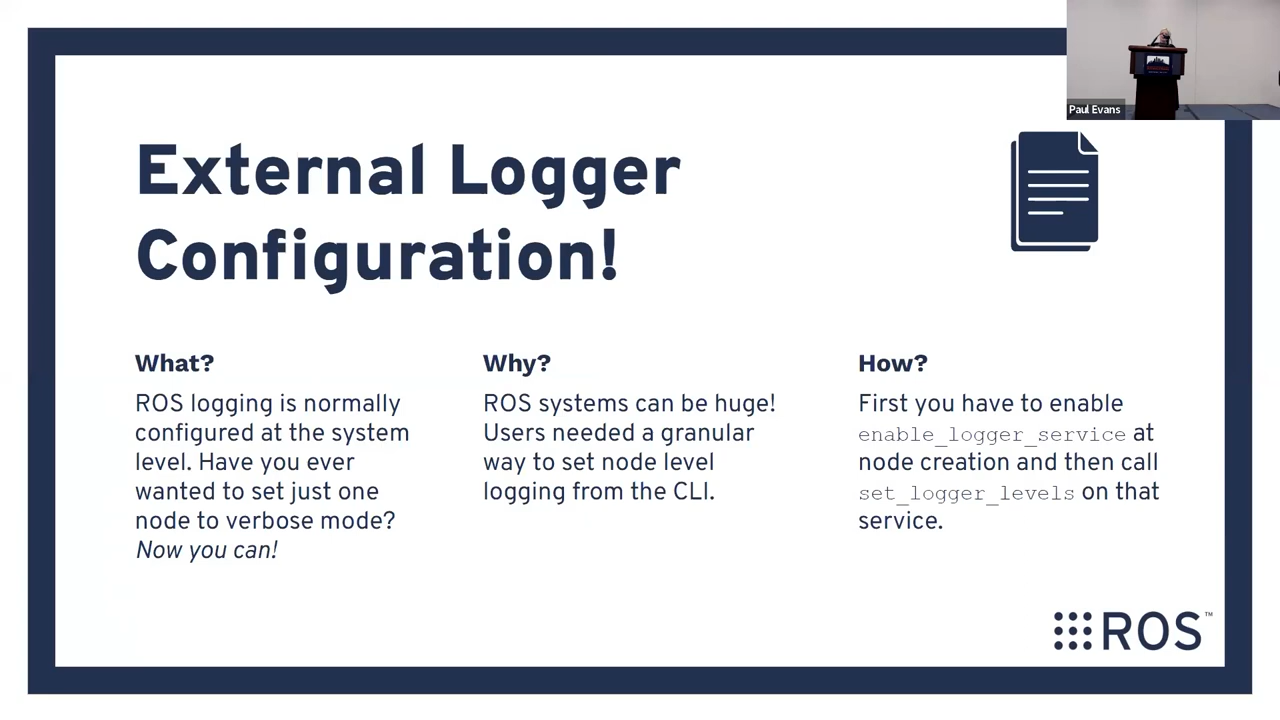 Paul Evans
External Logger
Configuration!
What?
ROS logging is normally
configured at the system
level. Have you ever
wanted to set just one
node to verbose mode?
Now you can!
Why?
ROS systems can be huge!
Users needed a granular
way to set node level
logging from the CLI.
How?
First you have to enable
enable_logger_service at
node creation and then call
set_logger_levels on that
service.
ROS™